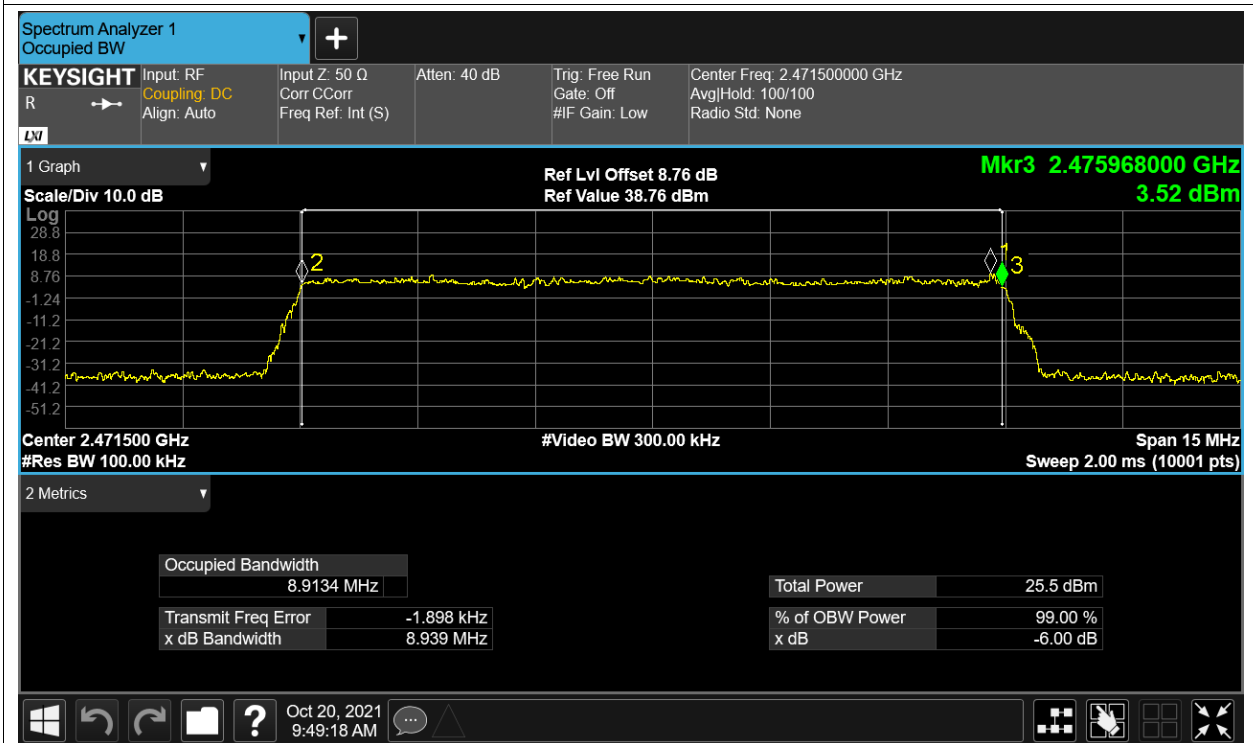 Spectrum Analyzer 1
Occupied BW
KEYSIGHT
R
LXI
Input: RF
Coupling: DC
Align: Auto
Input Z: 50 Ω
Corr CCorr
Freq Ref: Int (S)
Atten: 40 dB
Trig: Free Run
Gate: Off
#IF Gain: Low
Center Freq: 2.471500000 GHz
Avg|Hold: 100/100
Radio Std: None
1 Graph
Scale/Div 10.0 dB
Ref Lvl Offset 8.76 dB
Ref Value 38.76 dBm
Mkr3 2.475968000 GHz
3.52 dBm
Log
28.8
18.8
8.76
-1.24
-11.2
-21.2
-31.2
-41.2
-51.2
2
1
3
Center 2.471500 GHz
#Video BW 300.00 kHz
Span 15 MHz
#Res BW 100.00 kHz
Sweep 2.00 ms (10001 pts)
2 Metrics
Occupied Bandwidth
8.9134 MHz
Total Power 25.5 dBm
Transmit Freq Error -1.898 kHz
% of OBW Power 99.00 %
x dB Bandwidth 8.939 MHz
x dB -6.00 dB
?
Oct 20, 2021
9:49:18 AM